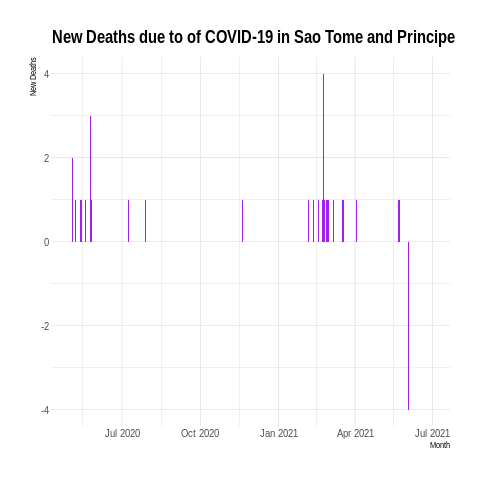 New Deaths due to of COVID-19 in Sao Tome and Principe
New Deaths
4
2
0
-2
-4
Jul 2020 Oct 2020 Jan 2021 Apr 2021 Jul 2021
Month